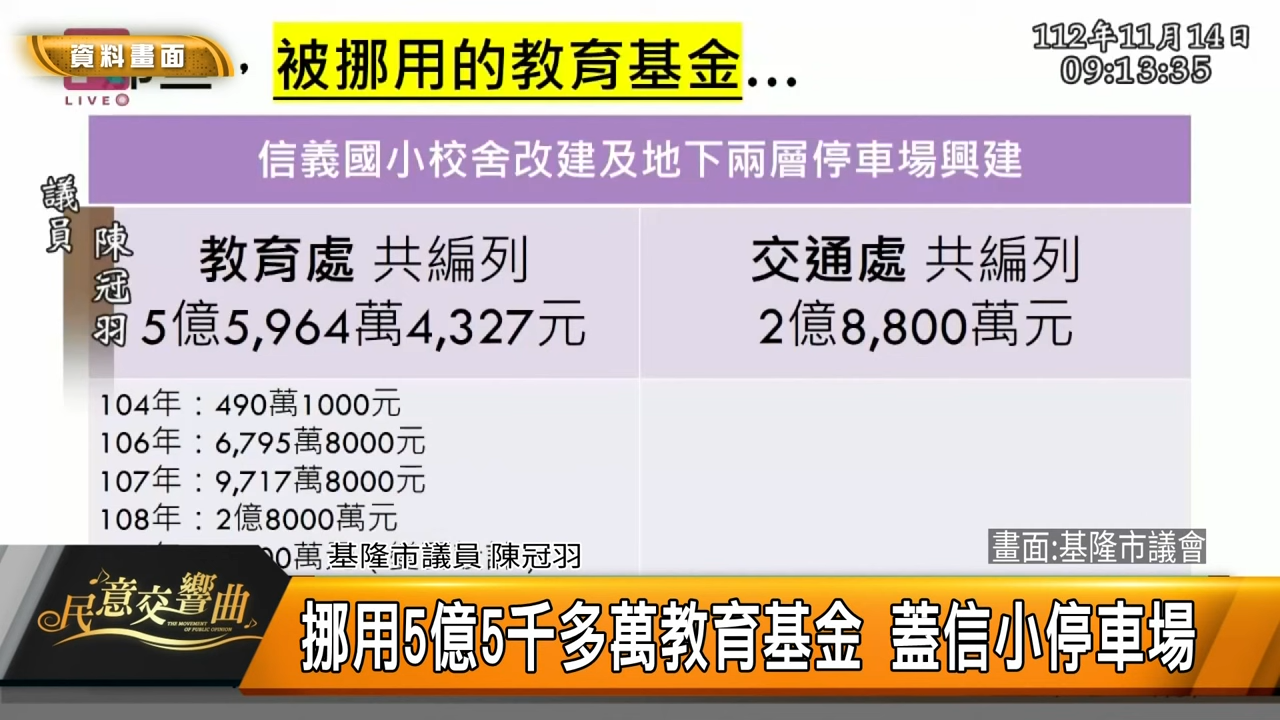 資料畫面
LIVE
，被挪用的教育基金...
112年11月14日
09:13:35
信義國小校舍改建及地下兩層停車場興建
議員
陳冠羽
教育處 共編列
5億5,964萬4,327元
交通處 共編列
2億8,800萬元
104年：490萬1000元
106年：6,795萬8000元
107年：9,717萬8000元
108年：2億8000萬元
基隆市議員 陳冠羽
畫面:基隆市議會
民意交響曲
THE MOVEMENT
OF PUBLIC OPINION
挪用5億5千多萬教育基金 蓋信小停車場